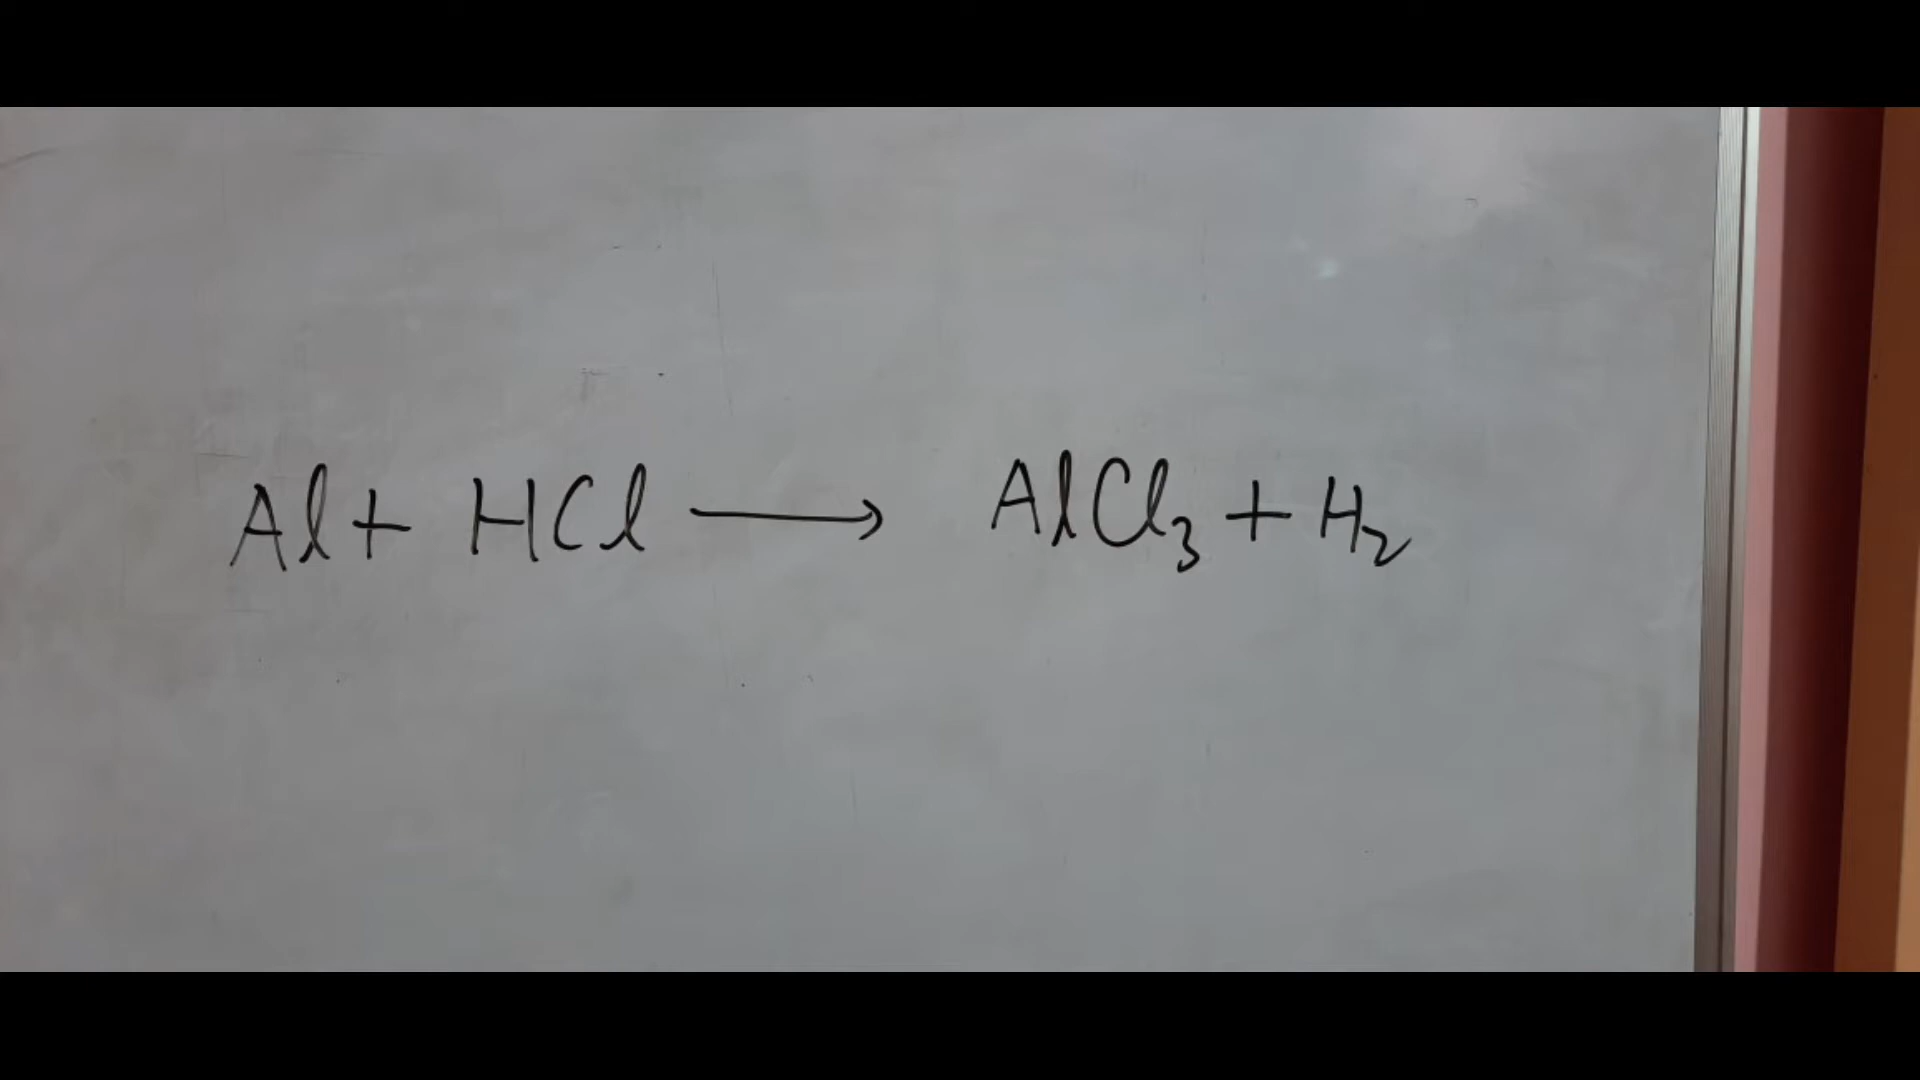 Al + HCl ⟶ AlCl₃ + H₂